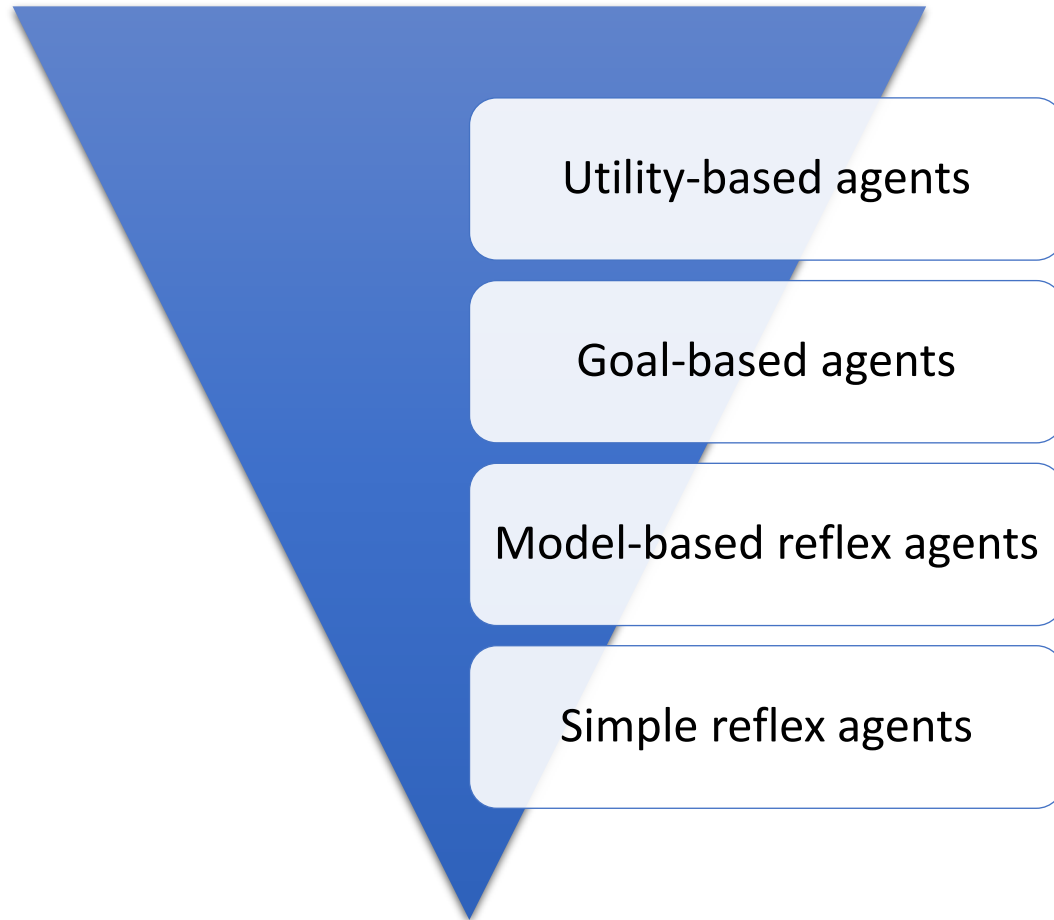 Utility-based agents
Goal-based agents
Model-based reflex agents
Simple reflex agents